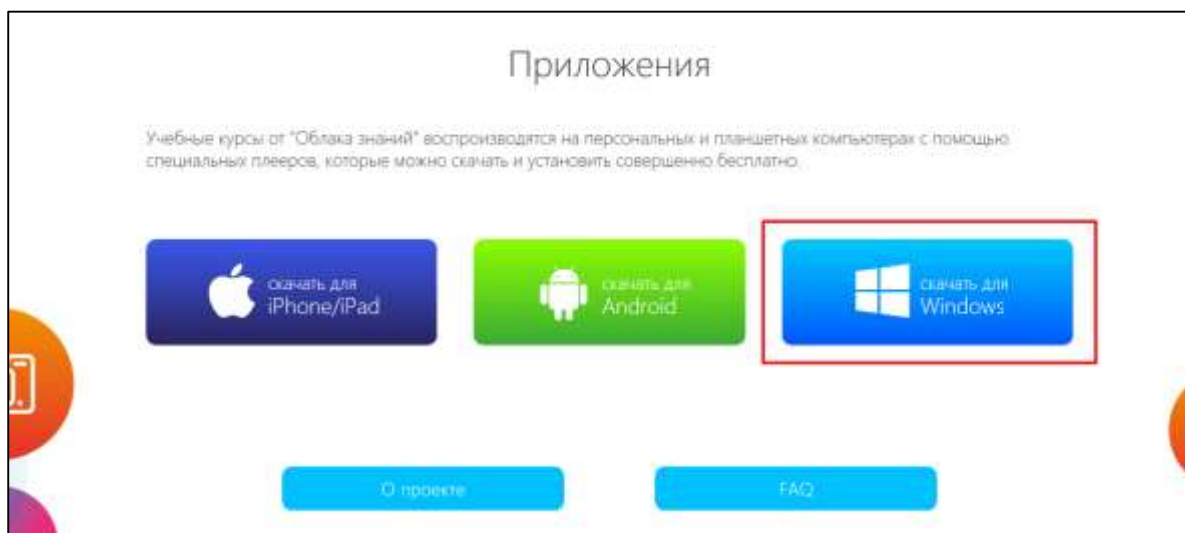 Приложения
Учебные курсы от "Облака знаний" воспроизводятся на персональных и планшетных компьютерах с помощью
специальных плееров, которые можно скачать и установить совершенно бесплатно.
скачать для
iPhone/iPad
скачать для
Android
скачать для
Windows
О проекте
FAQ